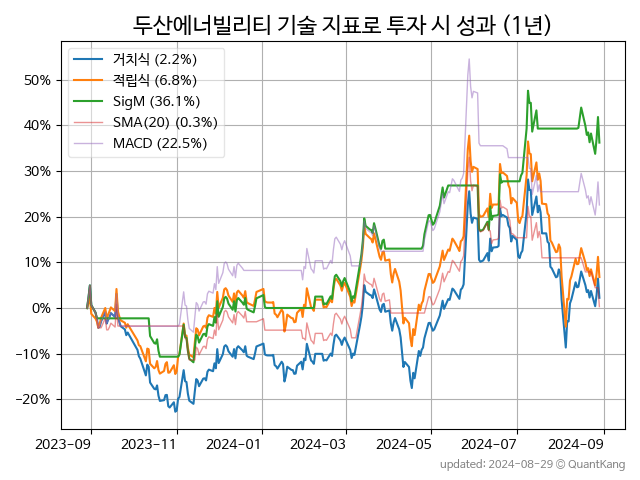 두산에너빌리티 기술 지표로 투자 시 성과 (1년)
거치식 (2.2%)
적립식 (6.8%)
SigM (36.1%)
SMA(20) (0.3%)
MACD (22.5%)
50%
40%
30%
20%
10%
0%
−10%
−20%
2023-09 2023-11 2024-01 2024-03 2024-05 2024-07 2024-09
updated: 2024-08-29 © QuantKang